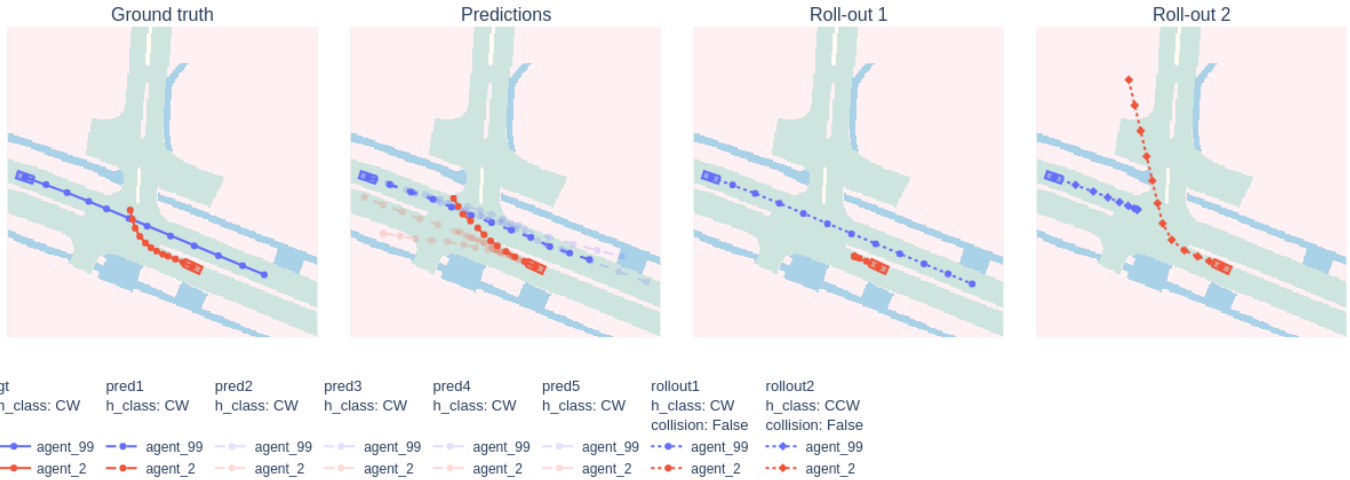 Ground truth
Predictions
Roll-out 1
Roll-out 2
gt
h_class: CW
agent_99
agent_2
pred1
h_class: CW
agent_99
agent_2
pred2
h_class: CW
agent_99
agent_2
pred3
h_class: CW
agent_99
agent_2
pred4
h_class: CW
agent_99
agent_2
pred5
h_class: CW
agent_99
agent_2
rollout1
h_class: CW
collision: False
agent_99
agent_2
rollout2
h_class: CCW
collision: False
agent_99
agent_2